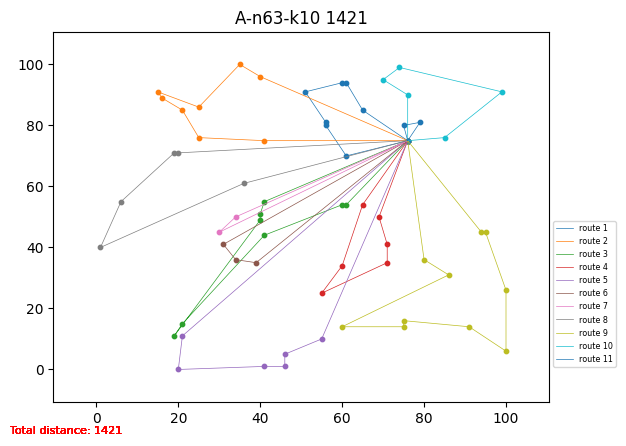 A-n63-k10 1421
100
80
60
40
20
0
0 20 40 60 80 100
route 1
route 2
route 3
route 4
route 5
route 6
route 7
route 8
route 9
route 10
route 11
Total distance: 1421